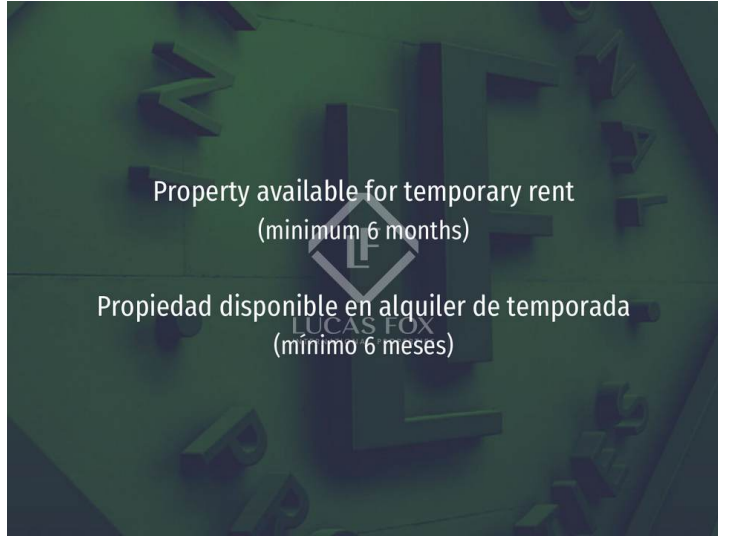 Property available for temporary rent
(minimum 6 months)
LF
Propiedad disponible en alquiler de temporada
LUCAS FOX
(mínimo 6 meses)